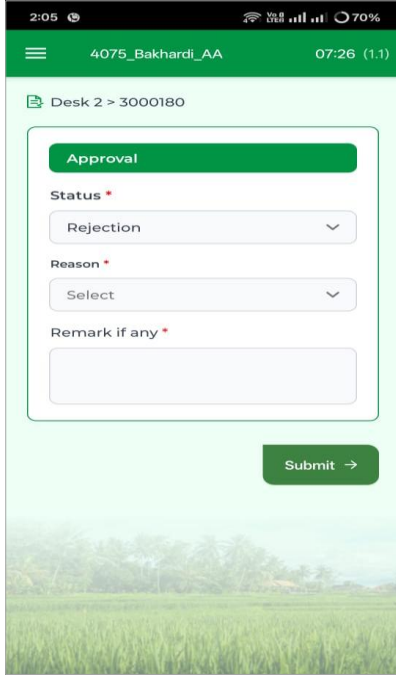 2:05 70%
4075_Bakhardi_AA 07:26 (1.1)
Desk 2 > 3000180
Approval
Status *
Rejection
Reason *
Select
Remark if any *
Submit →